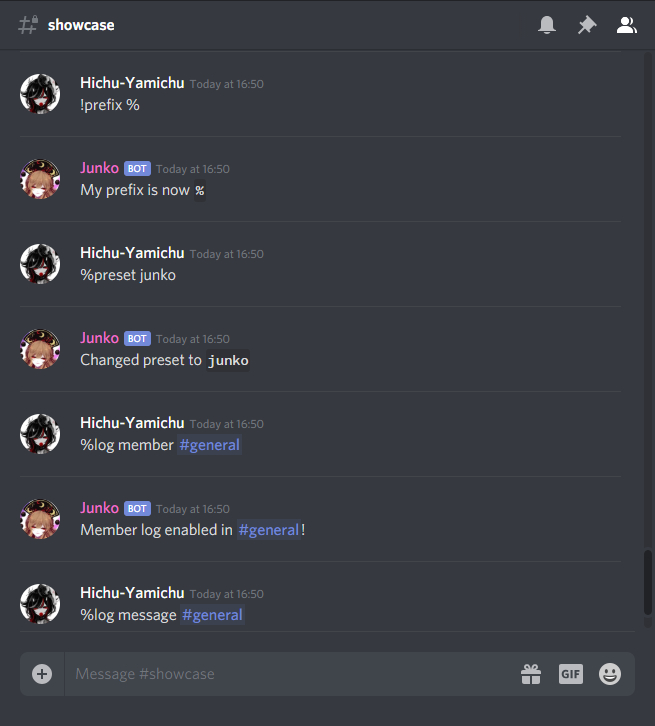 showcase
Hichu-Yamichu Today at 16:50
!prefix %
Junko BOT Today at 16:50
My prefix is now %
Hichu-Yamichu Today at 16:50
%preset junko
Junko BOT Today at 16:50
Changed preset to junko
Hichu-Yamichu Today at 16:50
%log member #general
Junko BOT Today at 16:50
Member log enabled in #general!
Hichu-Yamichu Today at 16:50
%log message #general
Message #showcase GIF